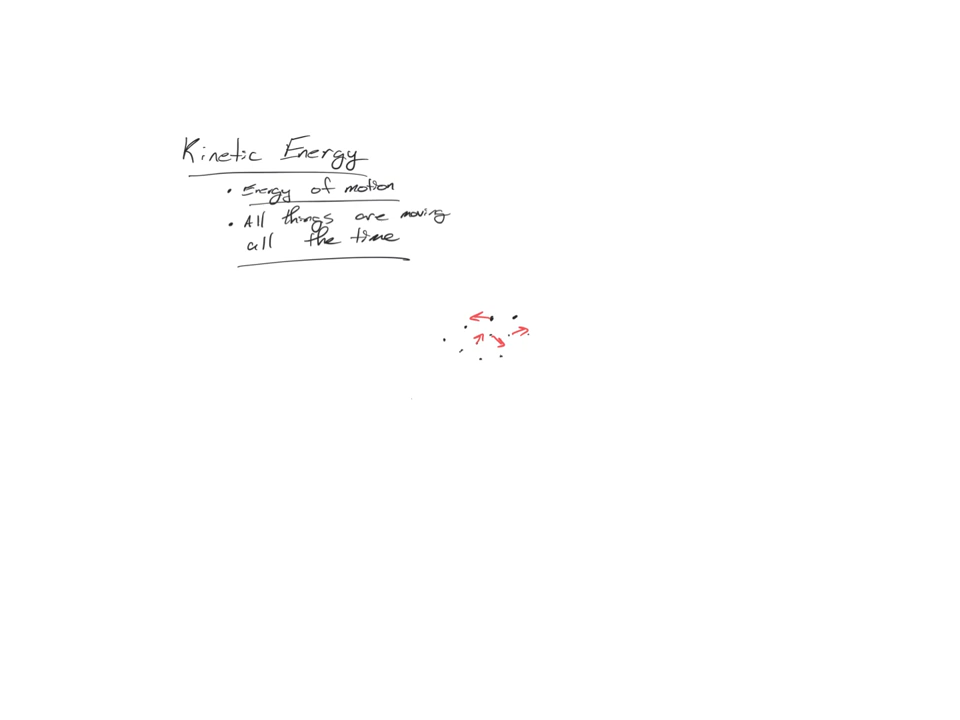 Kinetic Energy
• Energy of motion
• All things are moving
all the time